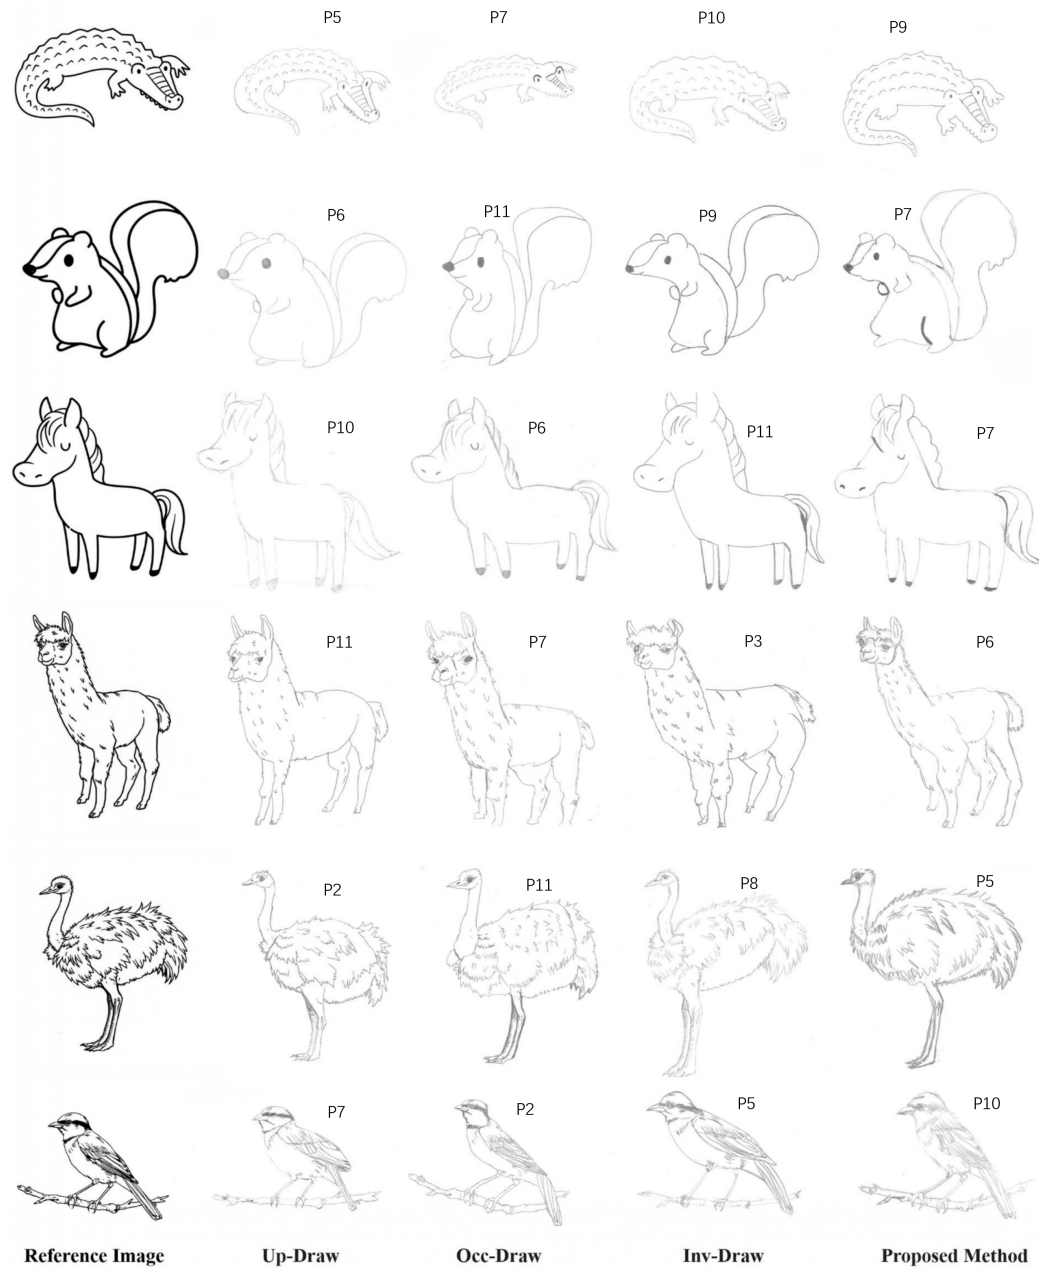 P5 P7 P10 P9
P6 P11 P9 P7
P10 P6 P11 P7
P11 P7 P3 P6
P2 P11 P8 P5
P7 P2 P5 P10
Reference Image Up-Draw Occ-Draw Inv-Draw Proposed Method